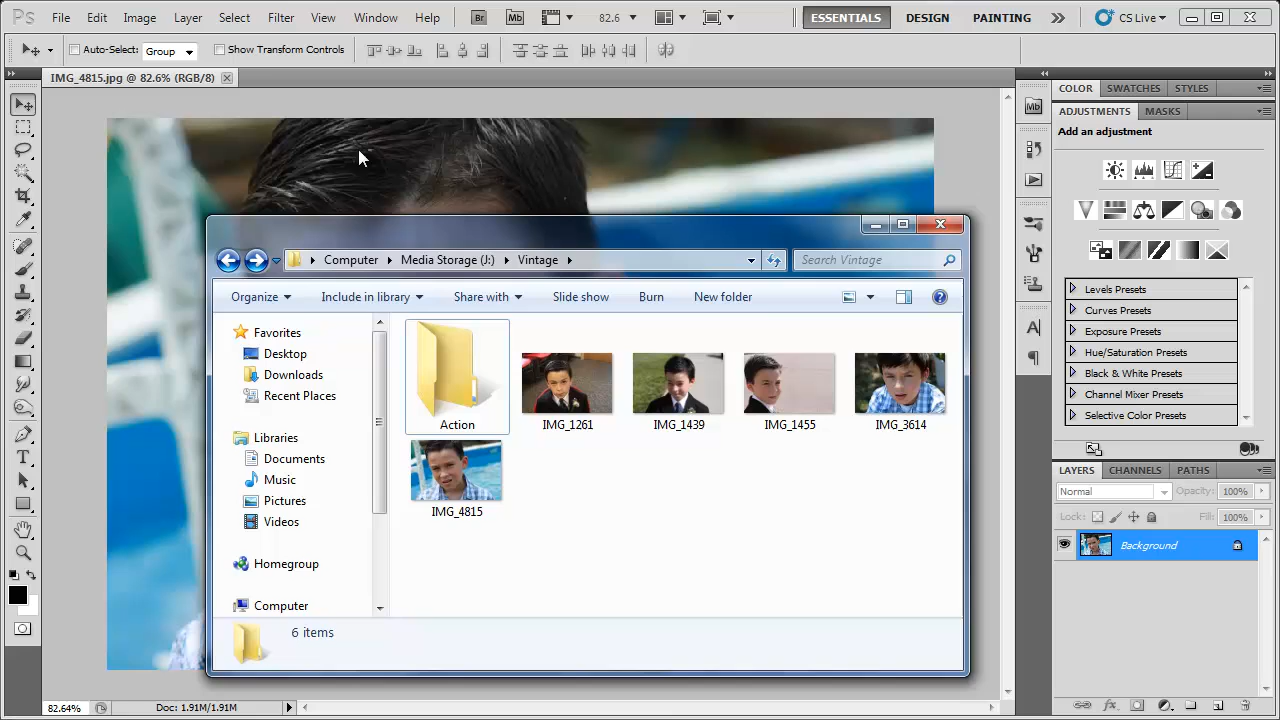 Ps File Edit Image Layer Select Filter View Window Help Br Mb 82.6 ESSENTIALS DESIGN PAINTING CS Live
Auto-Select: Group Show Transform Controls
IMG_4815.jpg @ 82.6% (RGB/8)
COLOR SWATCHES STYLES
Mb
ADJUSTMENTS MASKS
Add an adjustment
Levels Presets
Curves Presets
Exposure Presets
Hue/Saturation Presets
Black & White Presets
Channel Mixer Presets
Selective Color Presets
LAYERS CHANNELS PATHS
Normal Opacity: 100%
Lock: Fill: 100%
Background
Computer Media Storage (J:) Vintage Search Vintage
Organize Include in library Share with Slide show Burn New folder
Favorites
Desktop
Downloads
Recent Places
Libraries
Documents
Music
Pictures
Videos
Homegroup
Computer
Action IMG_1261 IMG_1439 IMG_1455 IMG_3614
IMG_4815
6 items
82.64% Doc: 1.91M/1.91M